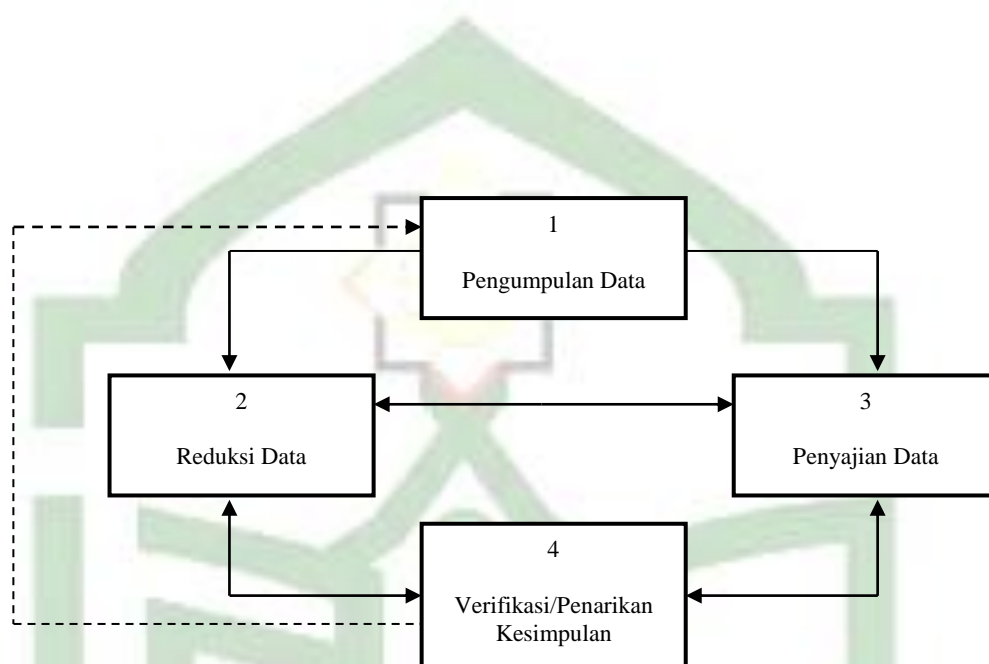 1
Pengumpulan Data
2
Reduksi Data
3
Penyajian Data
4
Verifikasi/Penarikan
Kesimpulan